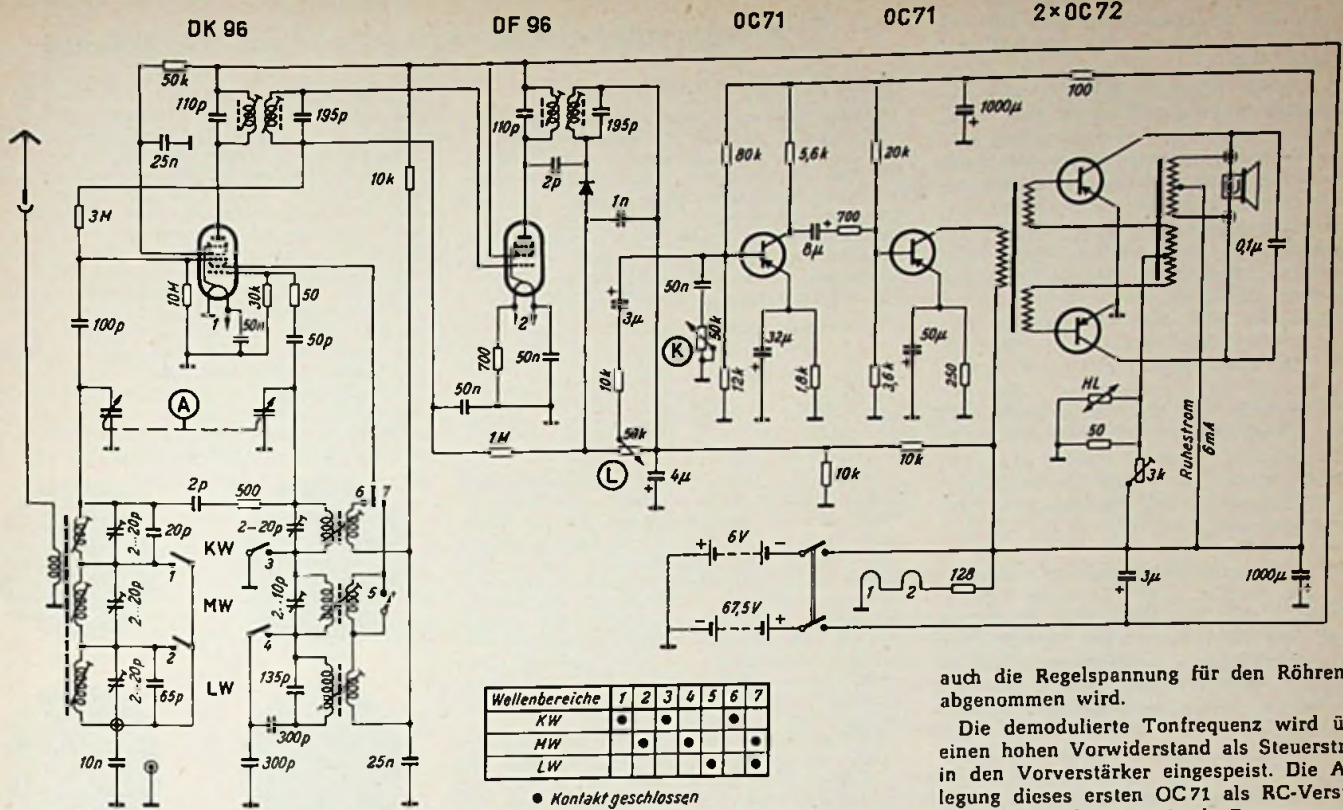 DK 96 DF 96 OC71 OC71 2×OC72
50k
110p 195p
25n
10k
3M
10M 30k 50
1 50n
100p 50p
A
2p 500 6 7
2...20p 20p KW 2–20p
1 3
2...20p MW 2...10p 5
2 4
2...20p 65p LW 135p
300p
10n 300p 25n
110p 195p
2p
1n
2
700 50n
50n
1M
3µ
10k
50k
L
4µ
50n
K 50k
80k 5,6k 20k
1000µ
100
8µ 700
32µ 50µ
12k 1,8k 3,6k 250
10k
10k
0,1µ
HL
50
3k
Ruhestrom
6mA
+ 6V –
1 2 128
– 67,5V +
3µ 1000µ
Wellenbereiche 1 2 3 4 5 6 7
KW ● ● ●
MW ● ● ●
LW ● ●
● Kontakt geschlossen
auch die Regelspannung für den Röhren
abgenommen wird.
Die demodulierte Tonfrequenz wird ü
einen hohen Vorwiderstand als Steuerstr
in den Vorverstärker eingespeist. Die A
legung dieses ersten OC 71 als RC-Vers